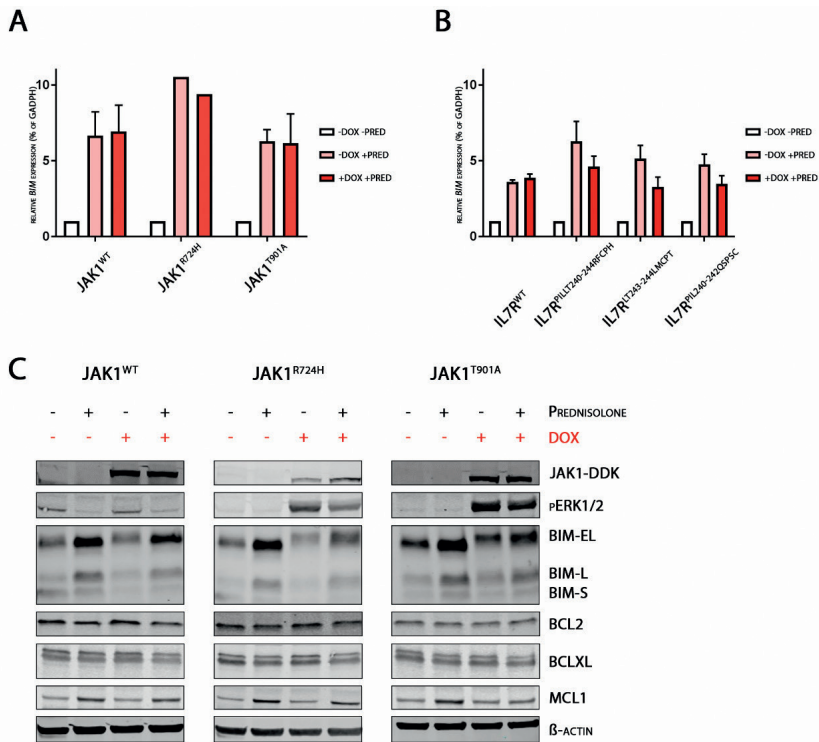 A
B
RELATIVE BIM EXPRESSION (% OF GADPH)
10
5
0
-DOX -PRED
-DOX +PRED
+DOX +PRED
JAK1WT
JAK1R724H
JAK1T901A
RELATIVE BIM EXPRESSION (% OF GADPH)
10
5
0
-DOX -PRED
-DOX +PRED
+DOX +PRED
IL7RWT
IL7RPILLT240-244RFCPH
IL7RLT243-244LMCPT
IL7RPIL240-242QSPSC
C
JAK1WT JAK1R724H JAK1T901A
- + - + - + - + - + - + PREDNISOLONE
- - + + - - + + - - + + DOX
JAK1-DDK
PERK1/2
BIM-EL
BIM-L
BIM-S
BCL2
BCLXL
MCL1
ß-ACTIN